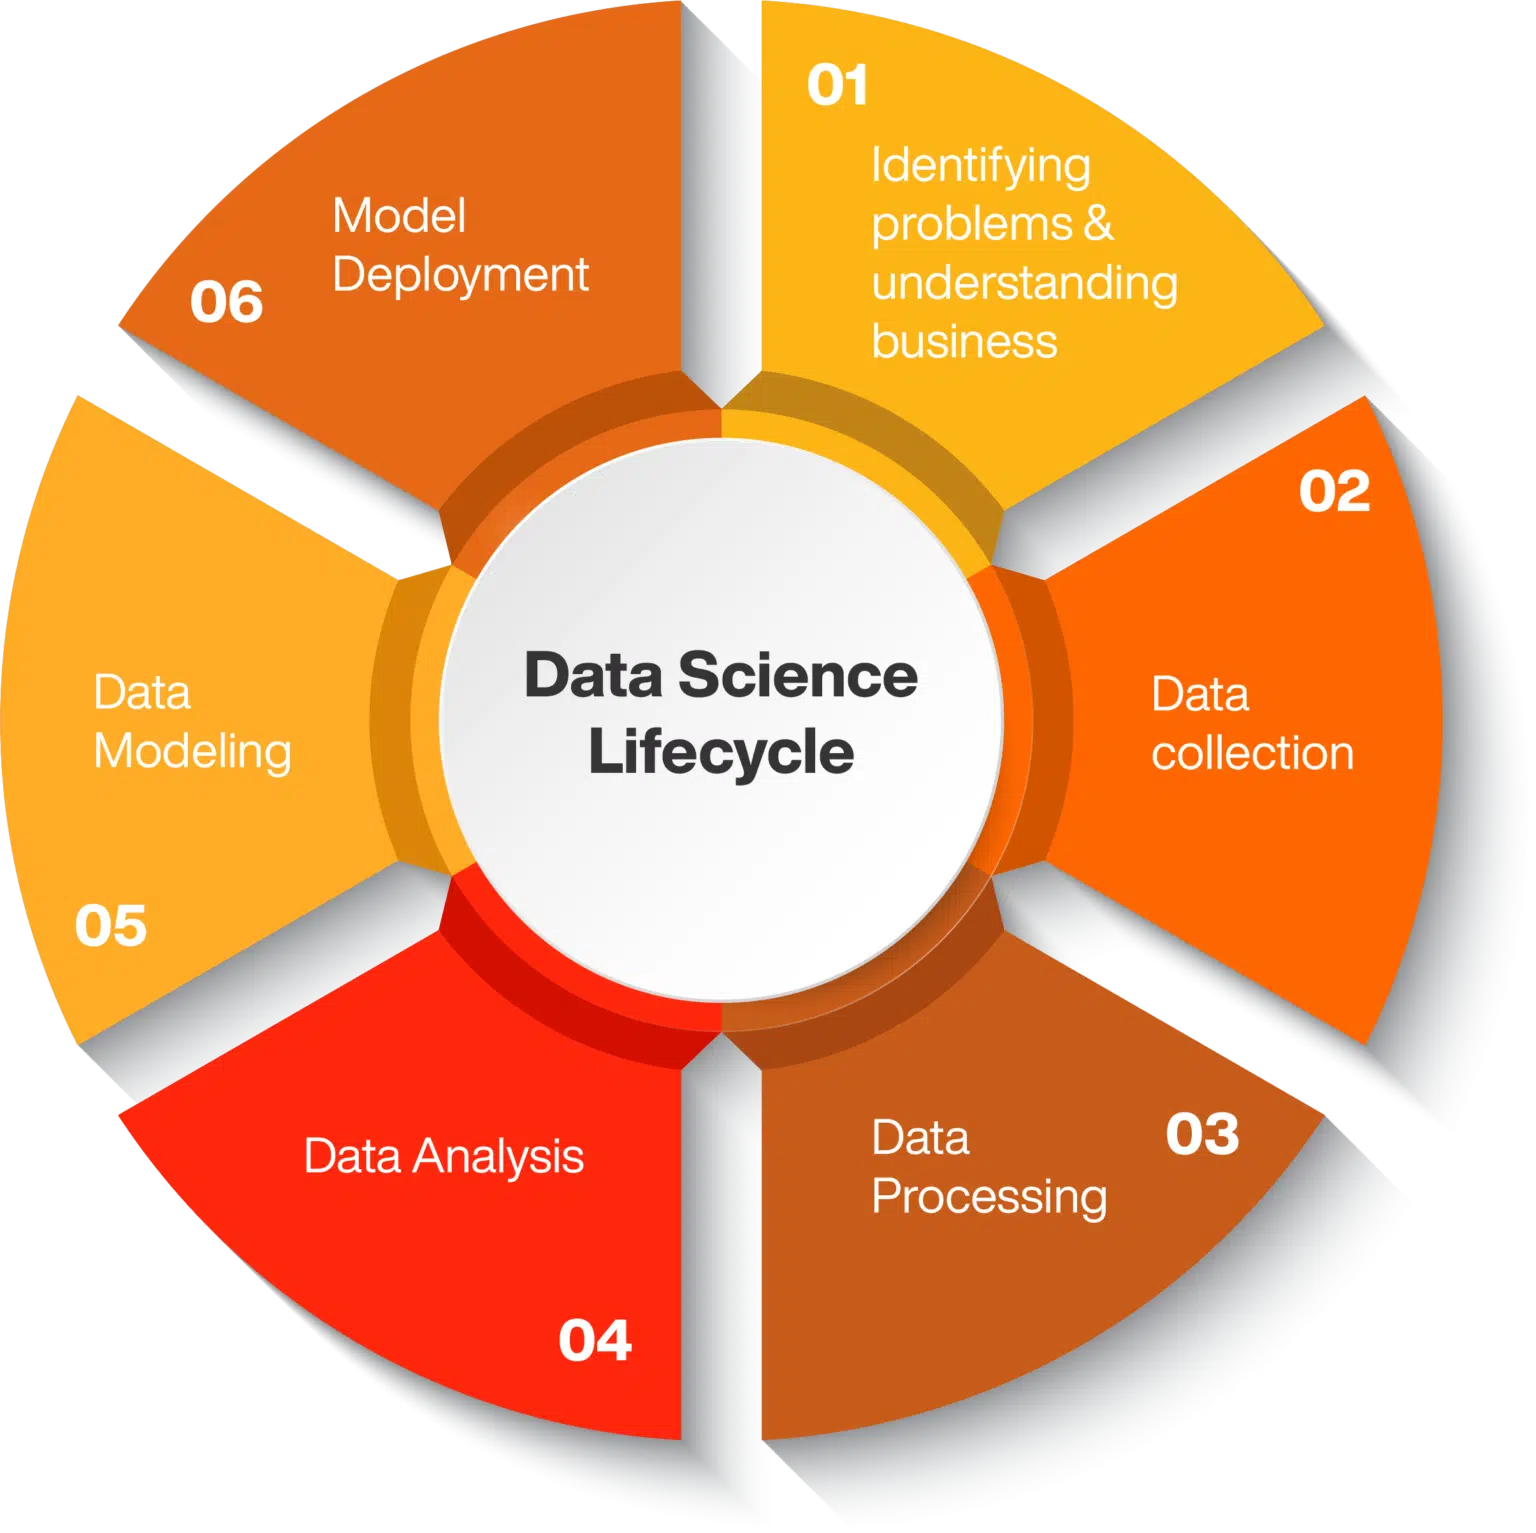 Data Science
Lifecycle
01
Identifying
problems &
understanding
business
02
Data
collection
03
Data
Processing
04
Data Analysis
05
Data
Modeling
06
Model
Deployment